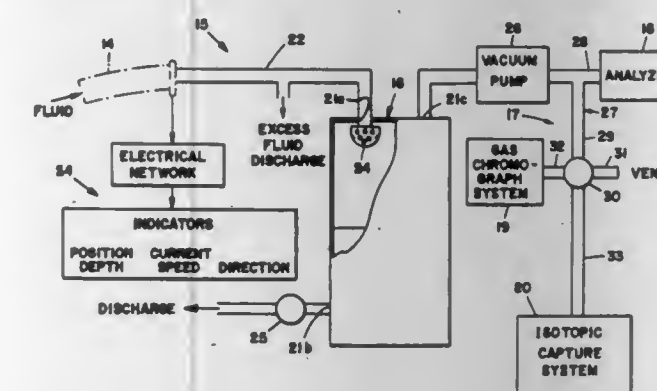 14
15
22
26
28
18
VACUUM
PUMP
ANALYZ
FLUID
21a
16
21c
27
17
EXCESS
FLUID
DISCHARGE
24
29
GAS
CHROMO-
GRAPH
SYSTEM
32
31
VEN
30
19
ELECTRICAL
NETWORK
34
INDICATORS
POSITION CURRENT
DEPTH SPEED DIRECTION
33
20
DISCHARGE
25
21b
ISOTOPIC
CAPTURE
SYSTEM